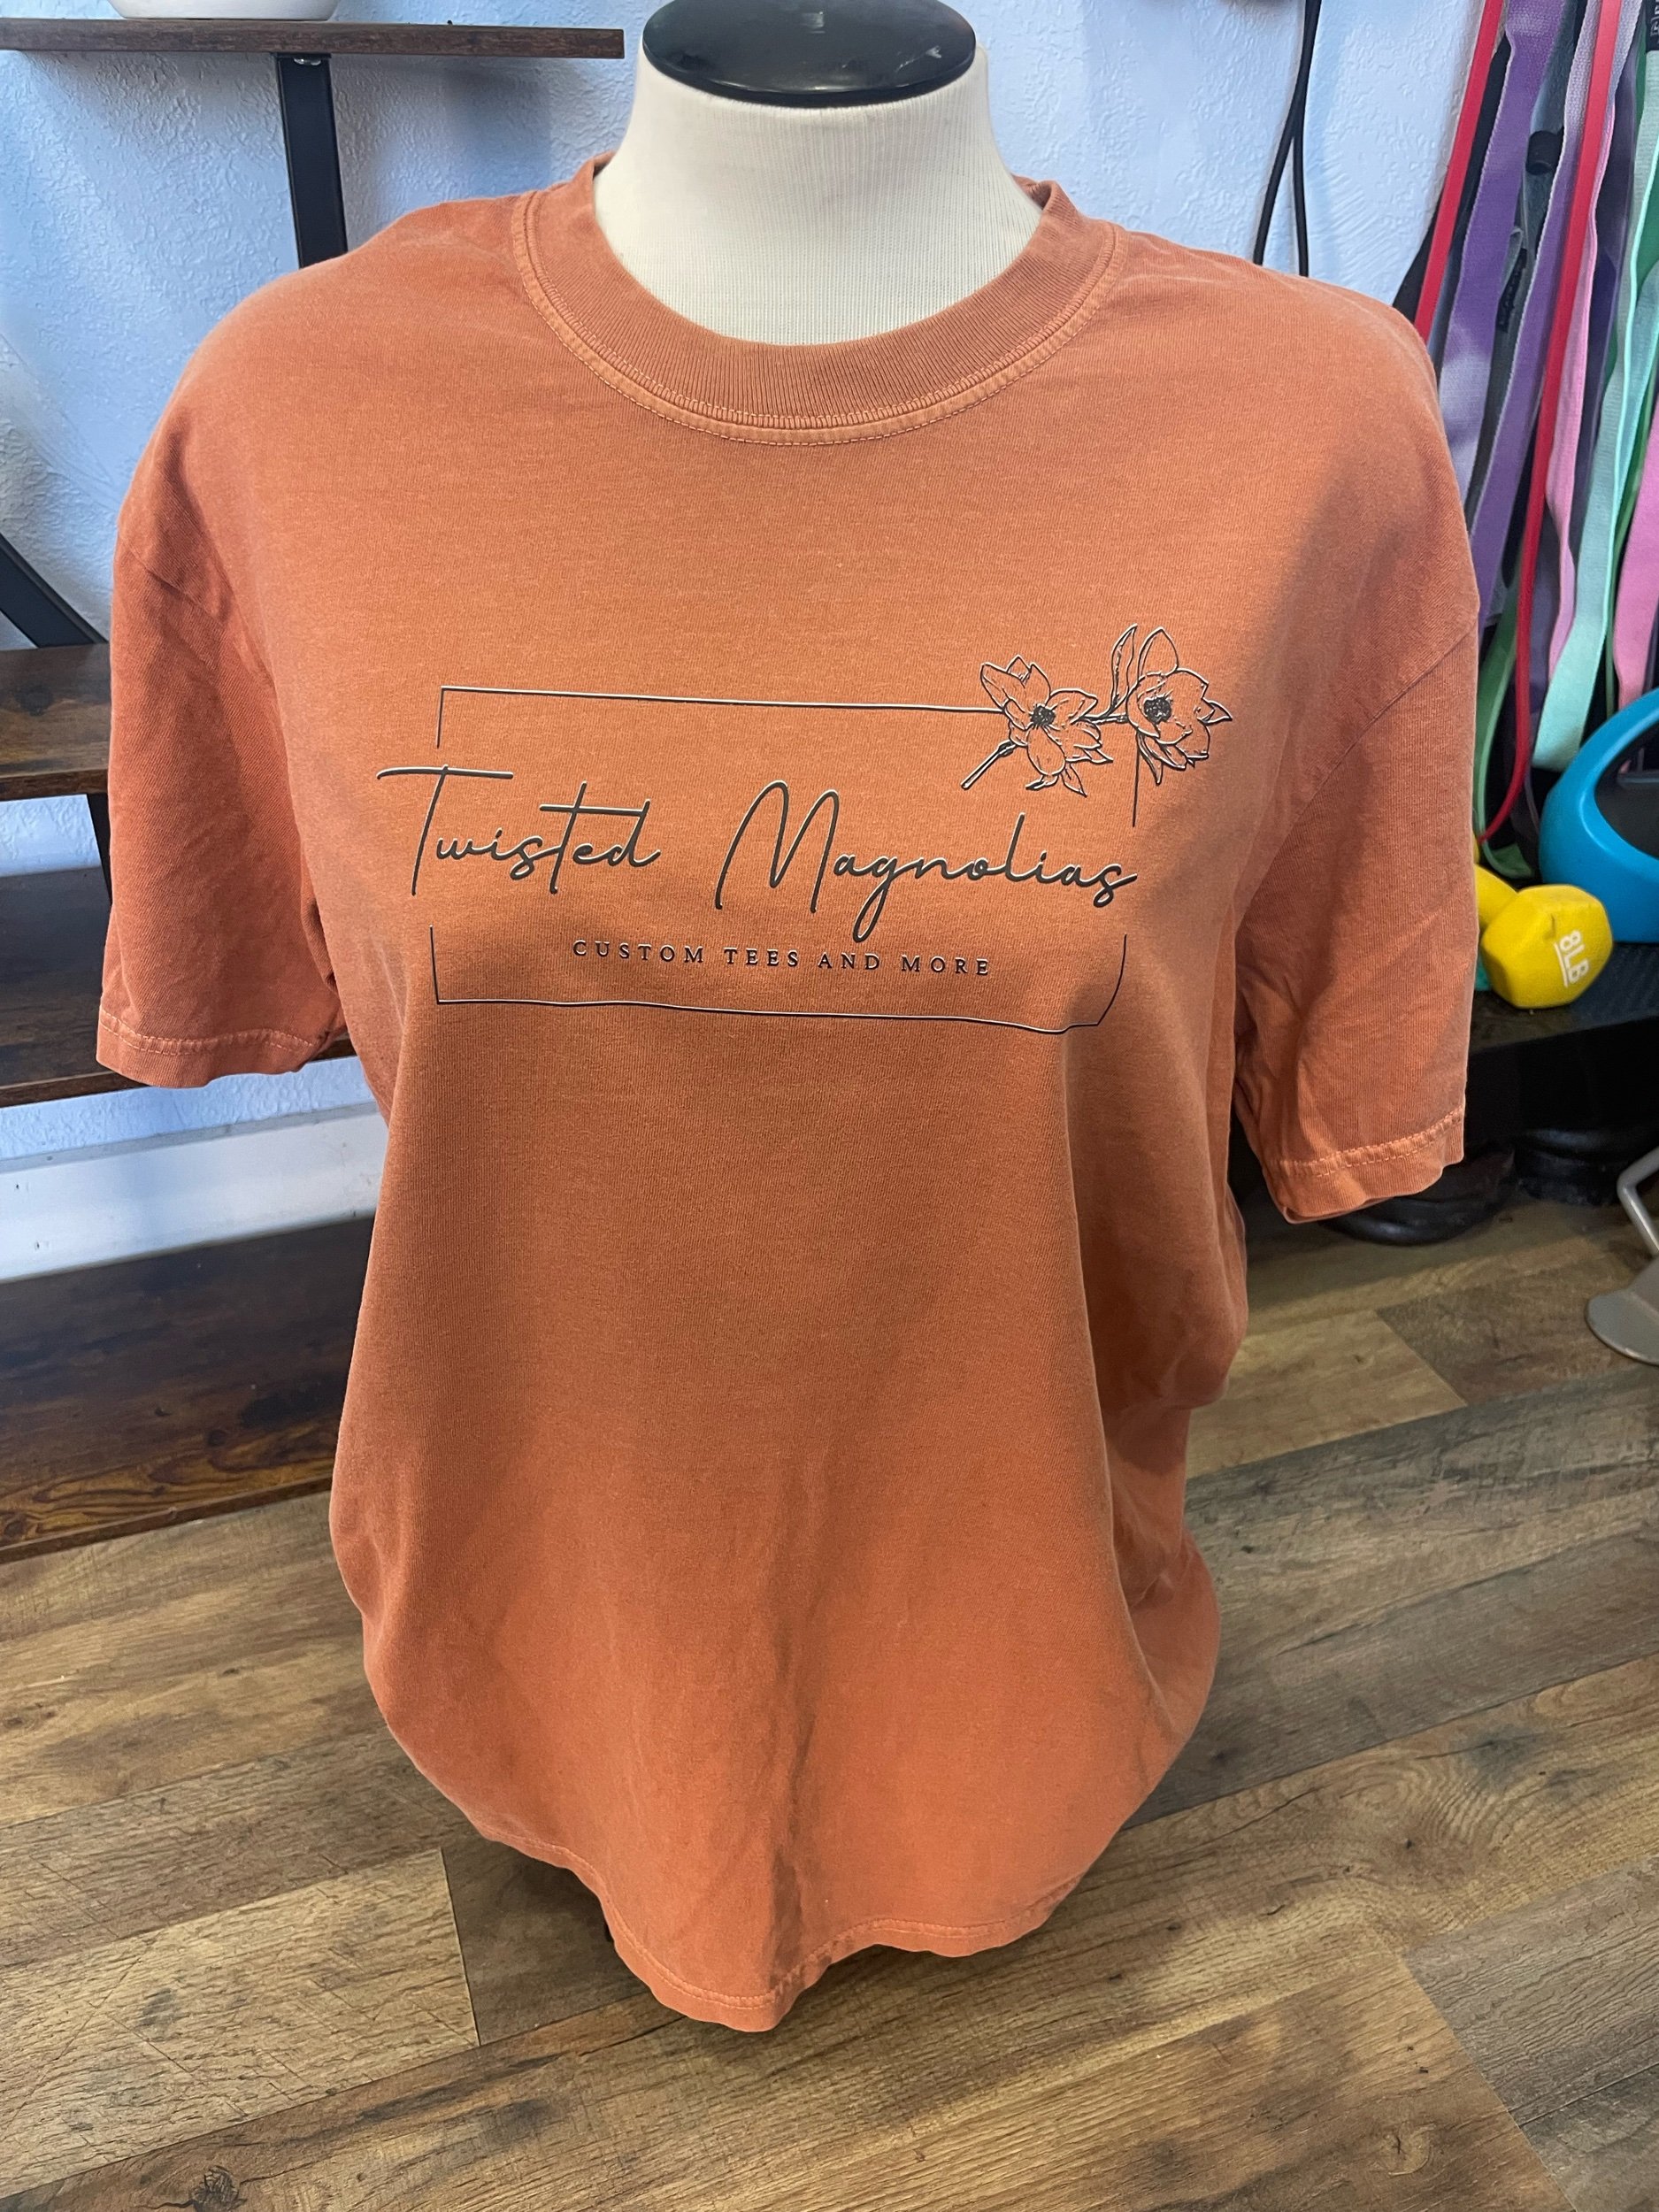 Twisted Magnolias
CUSTOM TEES AND MORE
8LB